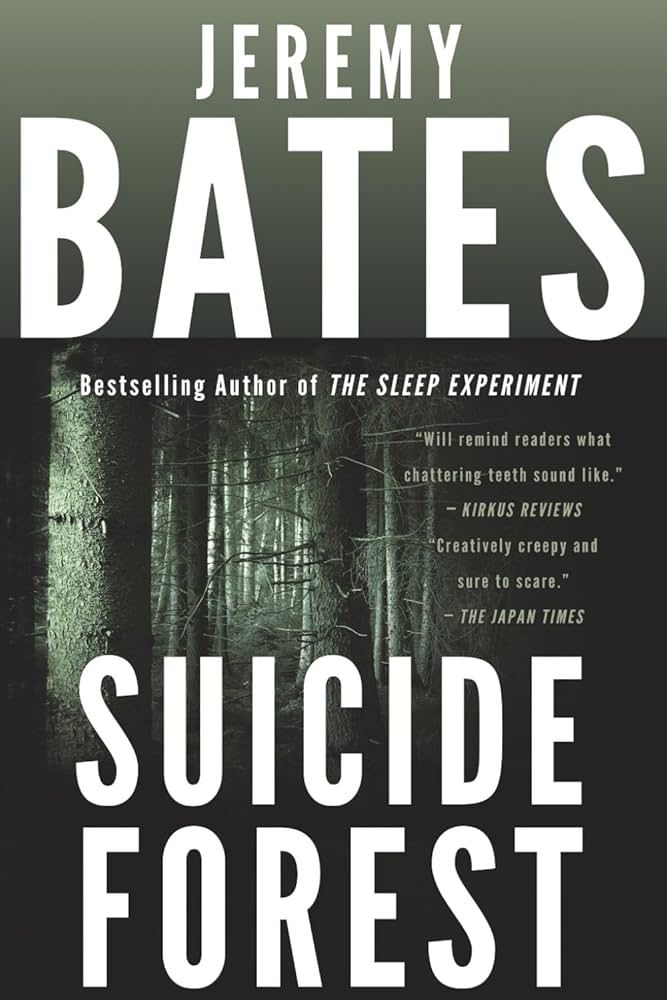 JEREMY
BATES
Bestselling Author of THE SLEEP EXPERIMENT
“Will remind readers what
chattering teeth sound like.”
– KIRKUS REVIEWS
“Creatively creepy and
sure to scare.”
– THE JAPAN TIMES
SUICIDE
FOREST